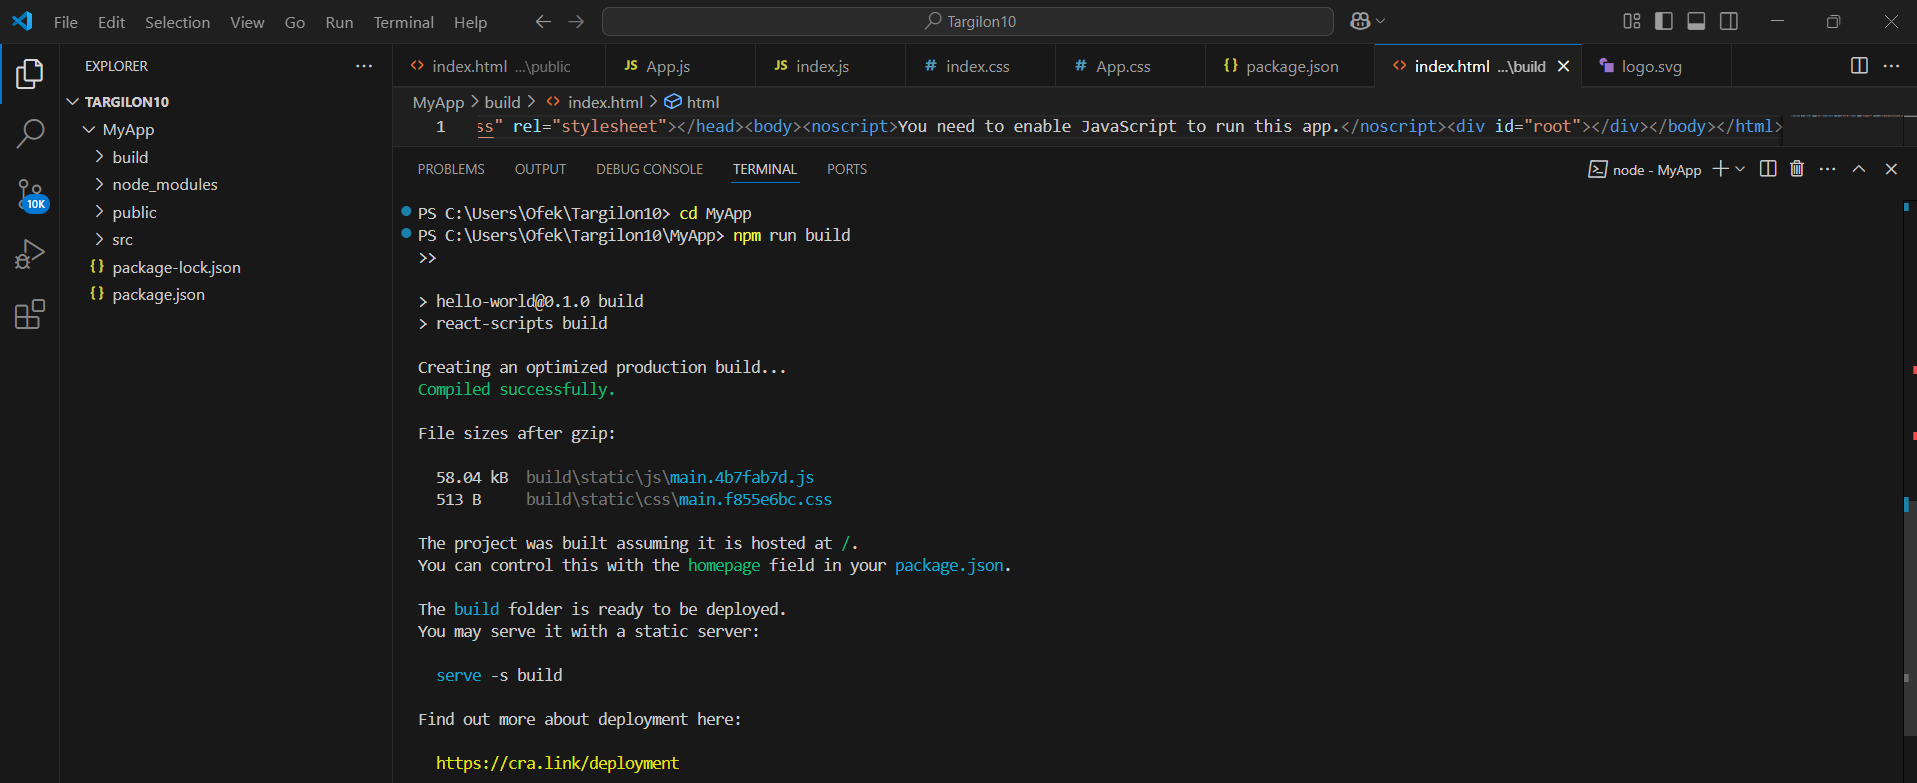 File Edit Selection View Go Run Terminal Help
Targilon10
EXPLORER
TARGILON10
MyApp
build
node_modules
public
src
package-lock.json
package.json
10K
index.html ...\public
JS App.js
JS index.js
# index.css
# App.css
{} package.json
index.html ...\build
logo.svg
MyApp > build > index.html > html
1 ss" rel="stylesheet"></head><body><noscript>You need to enable JavaScript to run this app.</noscript><div id="root"></div></body></html>
PROBLEMS OUTPUT DEBUG CONSOLE TERMINAL PORTS
node - MyApp
PS C:\Users\Ofek\Targilon10> cd MyApp
PS C:\Users\Ofek\Targilon10\MyApp> npm run build
>>
> hello-world@0.1.0 build
> react-scripts build
Creating an optimized production build...
Compiled successfully.
File sizes after gzip:
58.04 kB build\static\js\main.4b7fab7d.js
513 B build\static\css\main.f855e6bc.css
The project was built assuming it is hosted at /.
You can control this with the homepage field in your package.json.
The build folder is ready to be deployed.
You may serve it with a static server:
serve -s build
Find out more about deployment here:
https://cra.link/deployment